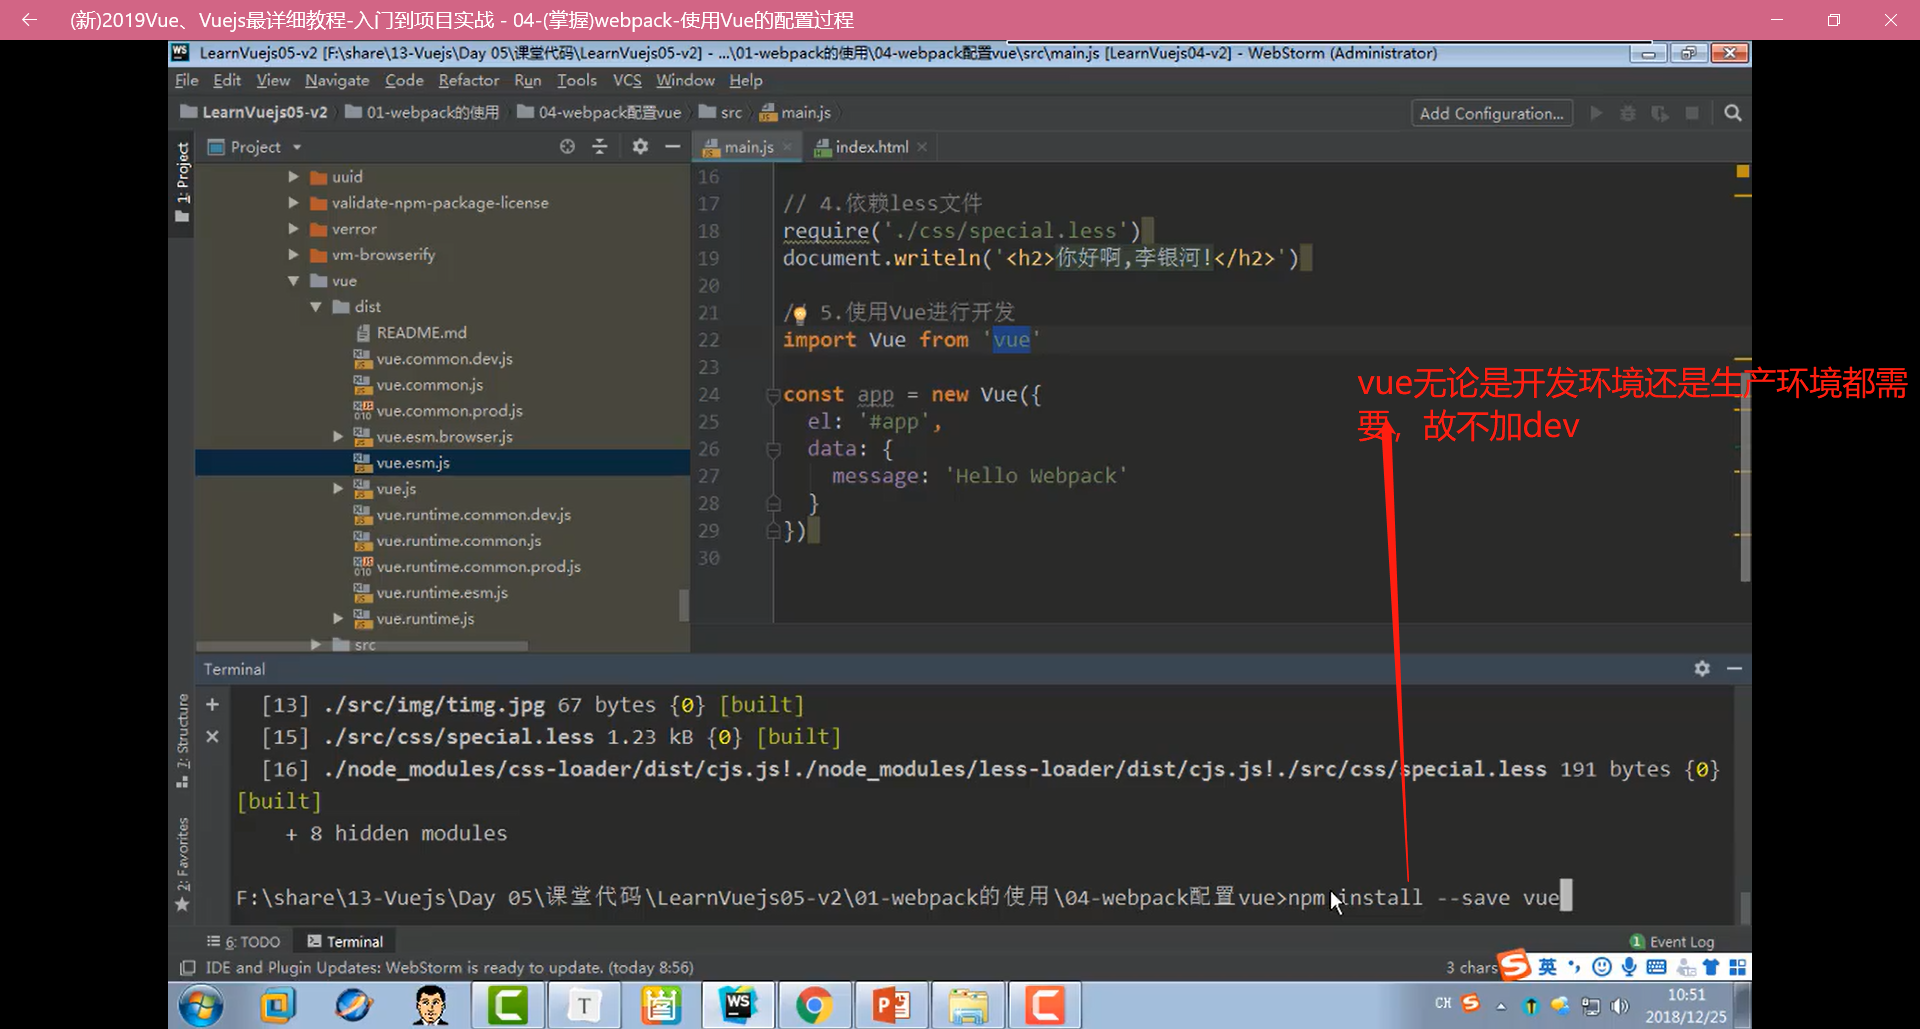 (新)2019Vue、Vuejs最详细教程-入门到项目实战 - 04-(掌握)webpack-使用Vue的配置过程
LearnVuejs05-v2 [F:\share\13-Vuejs\Day 05\课堂代码\LearnVuejs05-v2] - ...\01-webpack的使用\04-webpack配置vue\src\main.js [LearnVuejs04-v2] - WebStorm (Administrator)
File Edit View Navigate Code Refactor Run Tools VCS Window Help
LearnVuejs05-v2 01-webpack的使用 04-webpack配置vue src main.js Add Configuration...
1: Project
Project
main.js
index.html
uuid
validate-npm-package-license
verror
vm-browserify
vue
dist
README.md
vue.common.dev.js
vue.common.js
vue.common.prod.js
vue.esm.browser.js
vue.esm.js
vue.js
vue.runtime.common.dev.js
vue.runtime.common.js
vue.runtime.common.prod.js
vue.runtime.esm.js
vue.runtime.js
src
16
17 // 4.依赖less文件
18 require('./css/special.less')
19 document.writeln('<h2>你好啊,李银河!</h2>')
20
21 // 5.使用Vue进行开发
22 import Vue from 'vue'
23
24 const app = new Vue({
25 el: '#app',
26 data: {
27 message: 'Hello Webpack'
28 }
29 })
30
vue无论是开发环境还是生产环境都需
要，故不加dev
Terminal
7: Structure
2: Favorites
[13] ./src/img/timg.jpg 67 bytes {0} [built]
[15] ./src/css/special.less 1.23 kB {0} [built]
[16] ./node_modules/css-loader/dist/cjs.js!./node_modules/less-loader/dist/cjs.js!./src/css/special.less 191 bytes {0}
[built]
+ 8 hidden modules
F:\share\13-Vuejs\Day 05\课堂代码\LearnVuejs05-v2\01-webpack的使用\04-webpack配置vue>npm install --save vue
6: TODO Terminal 1 Event Log
IDE and Plugin Updates: WebStorm is ready to update. (today 8:56) 3 chars 英
CH 10:51
2018/12/25